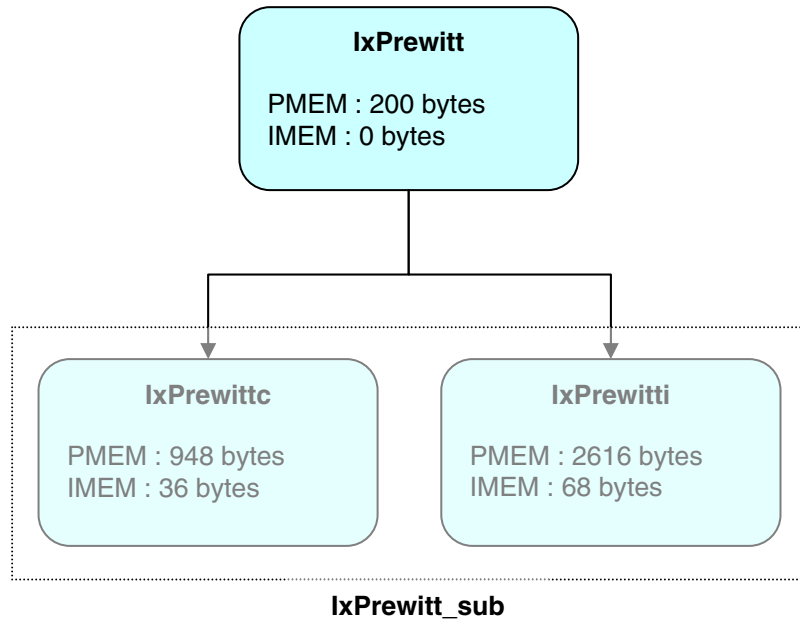 IxPrewitt
PMEM : 200 bytes
IMEM : 0 bytes
IxPrewittc
PMEM : 948 bytes
IMEM : 36 bytes
IxPrewitti
PMEM : 2616 bytes
IMEM : 68 bytes
IxPrewitt_sub